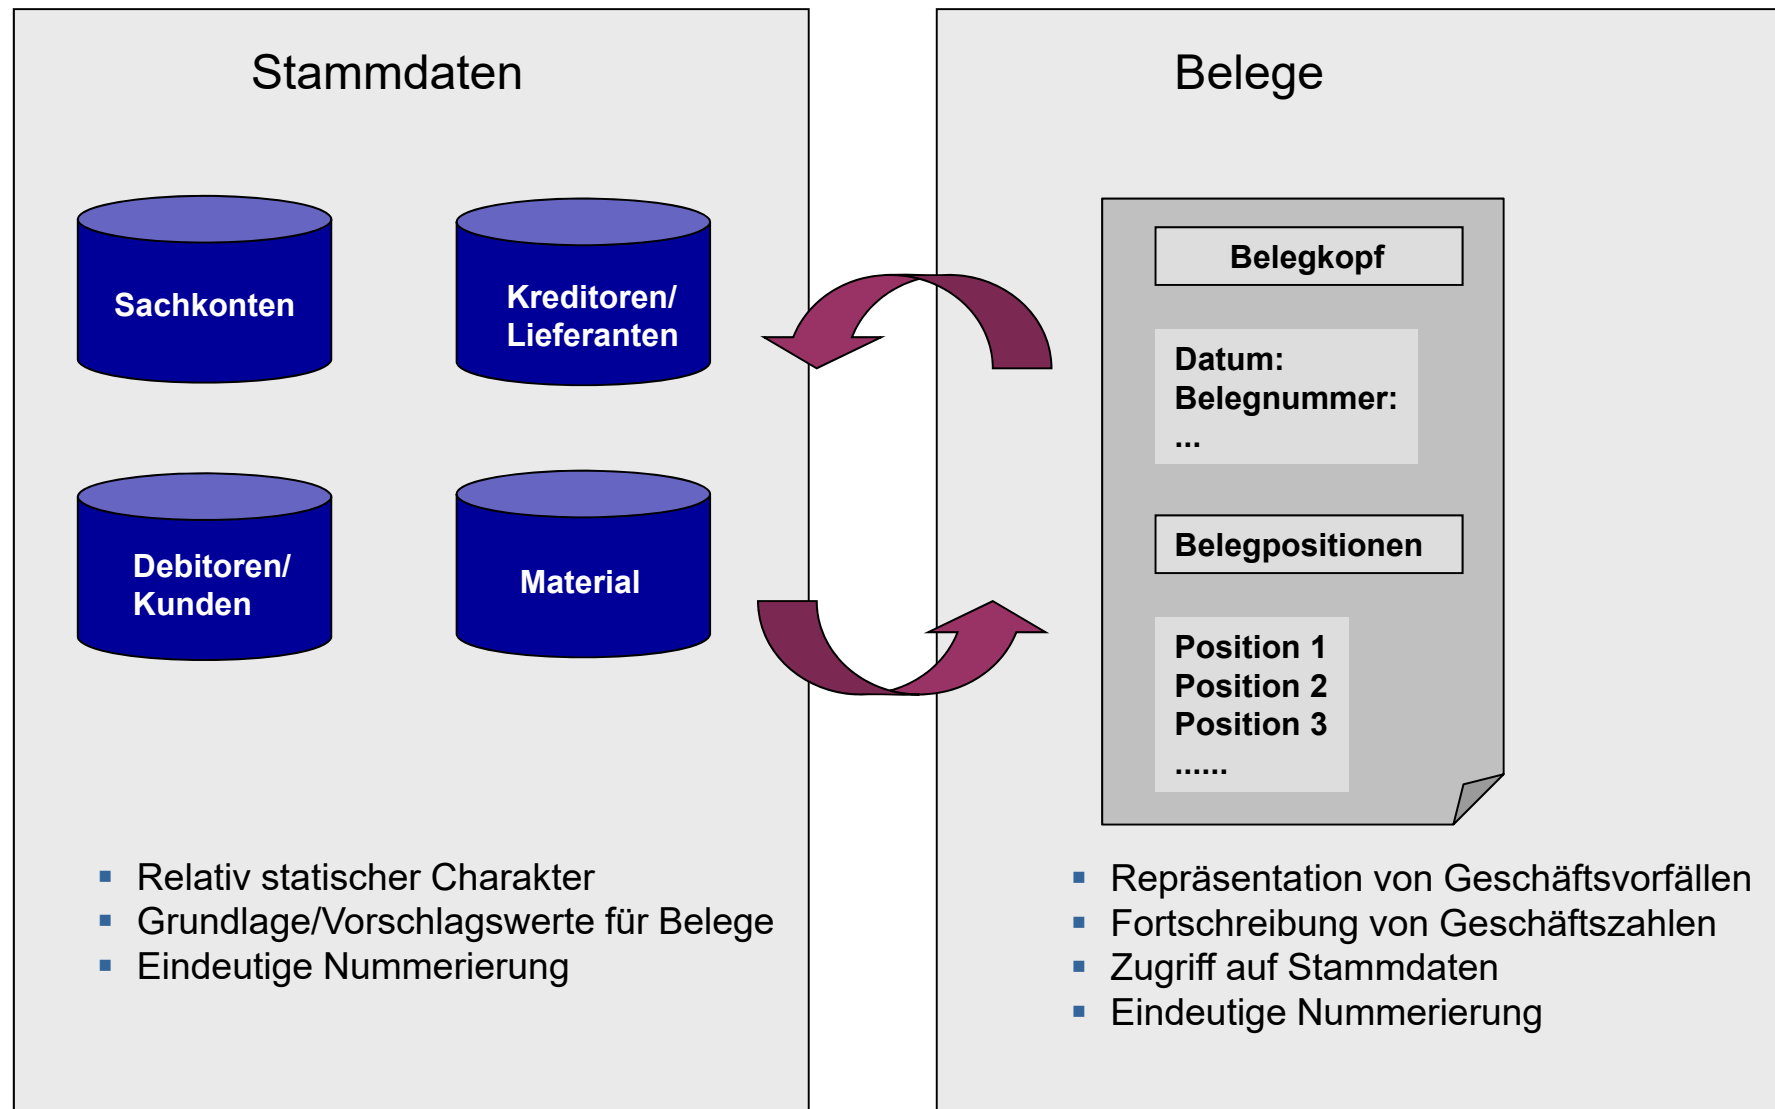 Stammdaten
Sachkonten
Kreditoren/
Lieferanten
Debitoren/
Kunden
Material
Relativ statischer Charakter
Grundlage/Vorschlagswerte für Belege
Eindeutige Nummerierung
Belege
Belegkopf
Datum:
Belegnummer:
...
Belegpositionen
Position 1
Position 2
Position 3
......
Repräsentation von Geschäftsvorfällen
Fortschreibung von Geschäftszahlen
Zugriff auf Stammdaten
Eindeutige Nummerierung